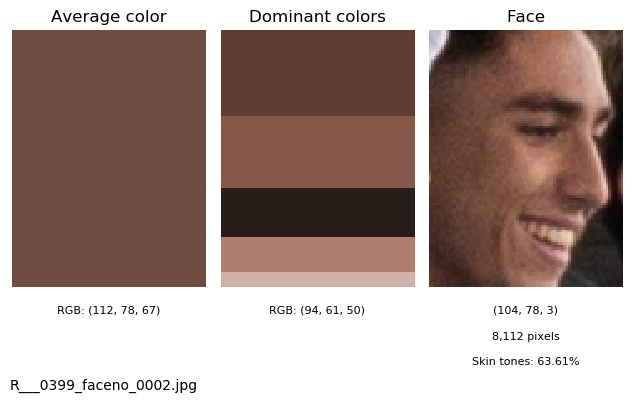 Average color
Dominant colors
Face
RGB: (112, 78, 67)
RGB: (94, 61, 50)
(104, 78, 3)
8,112 pixels
Skin tones: 63.61%
R___0399_faceno_0002.jpg